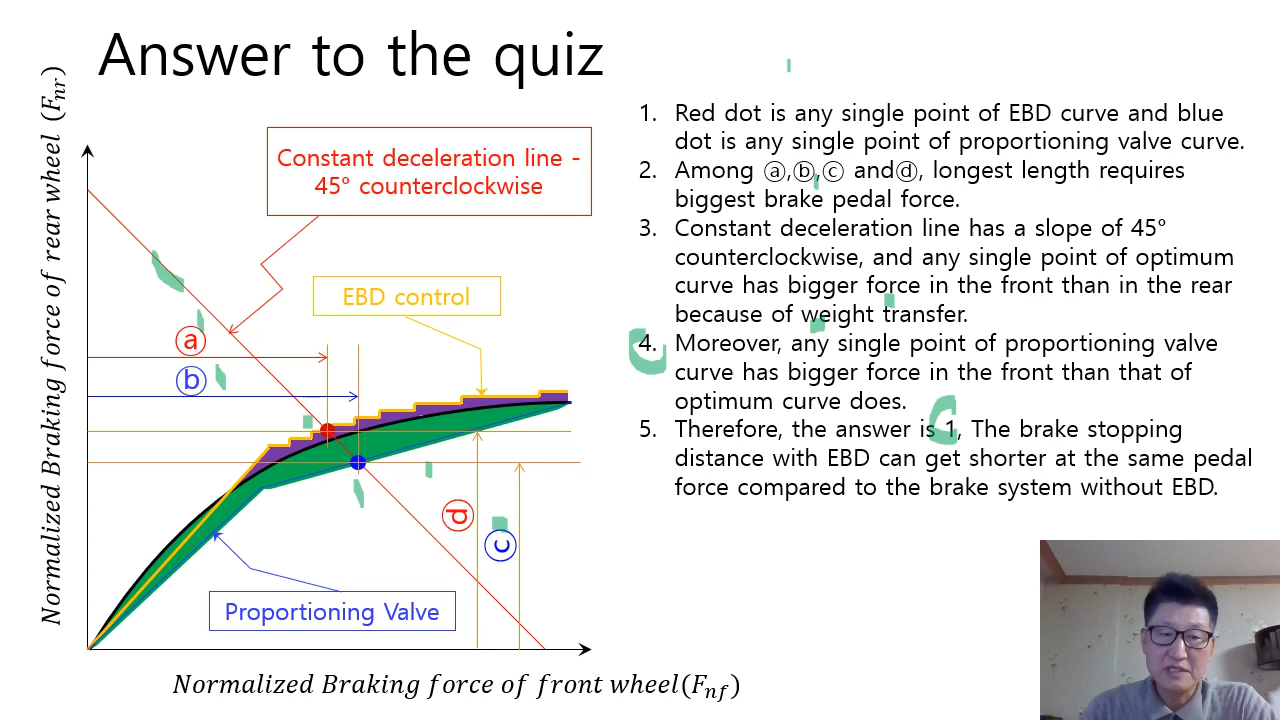 Answer to the quiz
Normalized Braking force of rear wheel (Fnr)
Constant deceleration line -
45° counterclockwise
EBD control
ⓐ
ⓑ
ⓓ
ⓒ
Proportioning Valve
Normalized Braking force of front wheel(Fnf)
1. Red dot is any single point of EBD curve and blue
dot is any single point of proportioning valve curve.
2. Among ⓐ,ⓑ,ⓒ andⓓ, longest length requires
biggest brake pedal force.
3. Constant deceleration line has a slope of 45°
counterclockwise, and any single point of optimum
curve has bigger force in the front than in the rear
because of weight transfer.
4. Moreover, any single point of proportioning valve
curve has bigger force in the front than that of
optimum curve does.
5. Therefore, the answer is 1, The brake stopping
distance with EBD can get shorter at the same pedal
force compared to the brake system without EBD.